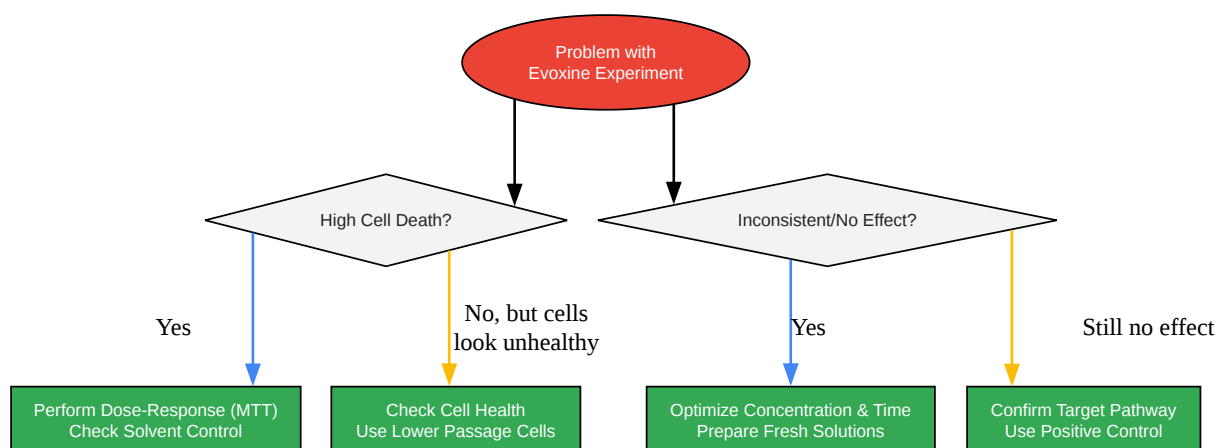 Problem with
Evoxine Experiment
High Cell Death?
Inconsistent/No Effect?
Yes
No, but cells
look unhealthy
Yes
Still no effect
Perform Dose-Response (MTT)
Check Solvent Control
Check Cell Health
Use Lower Passage Cells
Optimize Concentration & Time
Prepare Fresh Solutions
Confirm Target Pathway
Use Positive Control